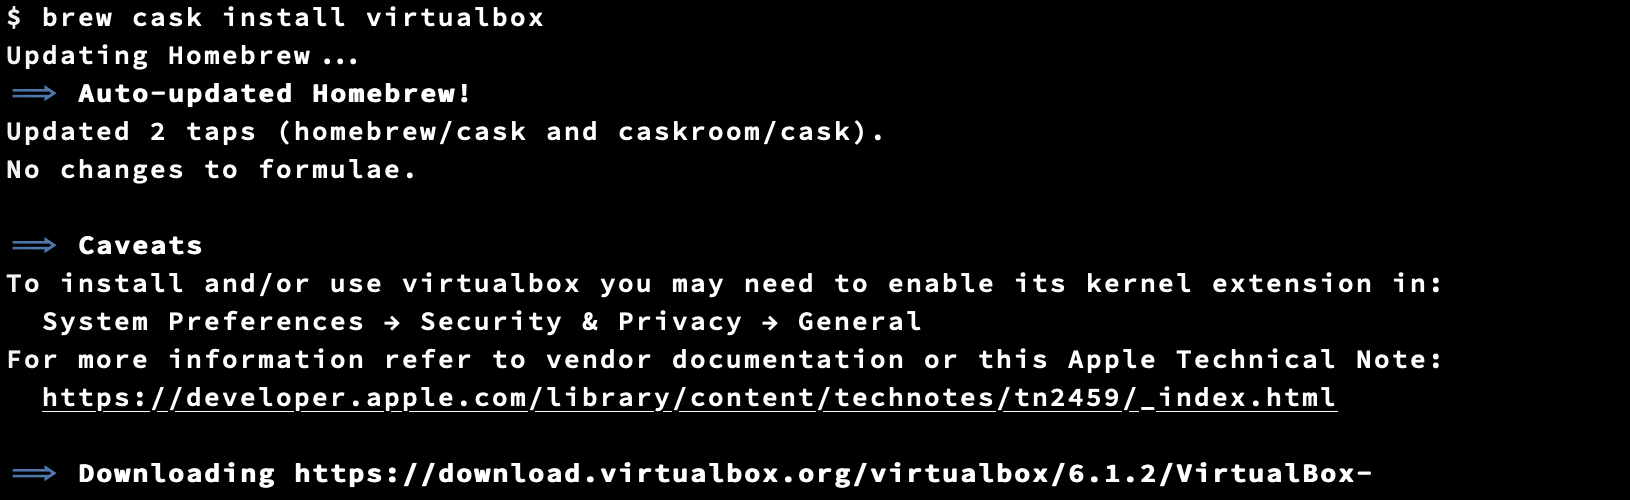 $ brew cask install virtualbox
Updating Homebrew...
==> Auto-updated Homebrew!
Updated 2 taps (homebrew/cask and caskroom/cask).
No changes to formulae.
==> Caveats
To install and/or use virtualbox you may need to enable its kernel extension in:
System Preferences → Security & Privacy → General
For more information refer to vendor documentation or this Apple Technical Note:
https://developer.apple.com/library/content/technotes/tn2459/_index.html
==> Downloading https://download.virtualbox.org/virtualbox/6.1.2/VirtualBox-